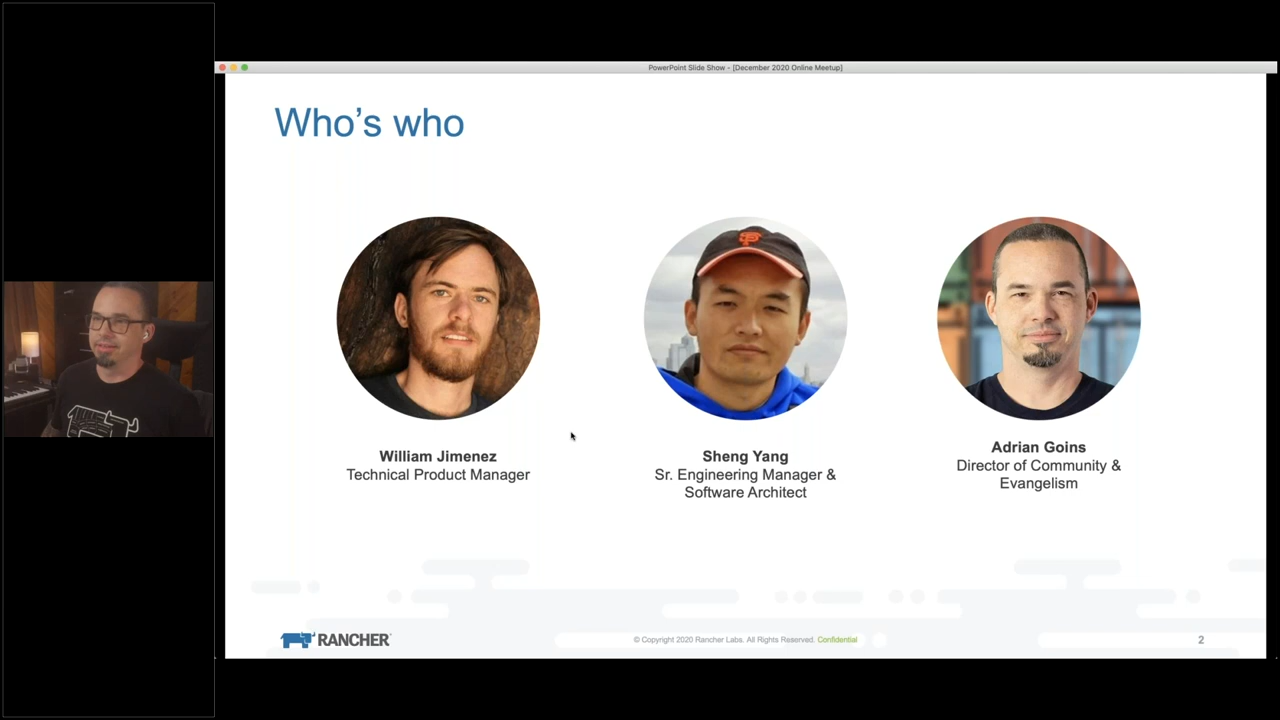 PowerPoint Slide Show - [December 2020 Online Meetup]
Who's who
William Jimenez
Technical Product Manager
Sheng Yang
Sr. Engineering Manager &
Software Architect
Adrian Goins
Director of Community &
Evangelism
RANCHER
© Copyright 2020 Rancher Labs. All Rights Reserved. Confidential
2